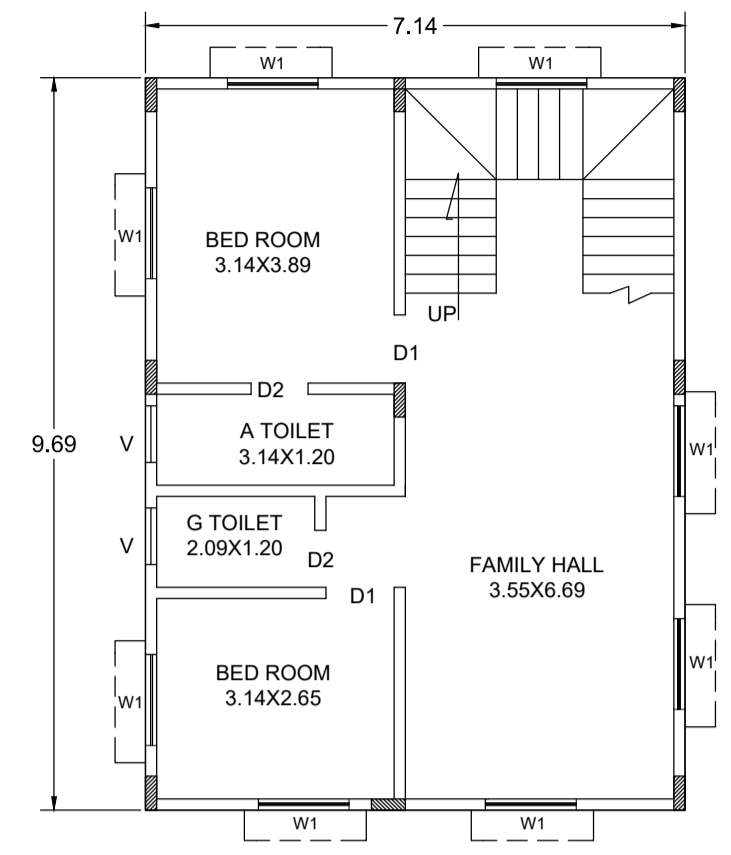 7.14
W1
W1
W1
BED ROOM
3.14X3.89
UP
D1
D2
9.69
V
A TOILET
3.14X1.20
W1
V
G TOILET
2.09X1.20
D2
FAMILY HALL
3.55X6.69
D1
BED ROOM
3.14X2.65
W1
W1
W1
W1